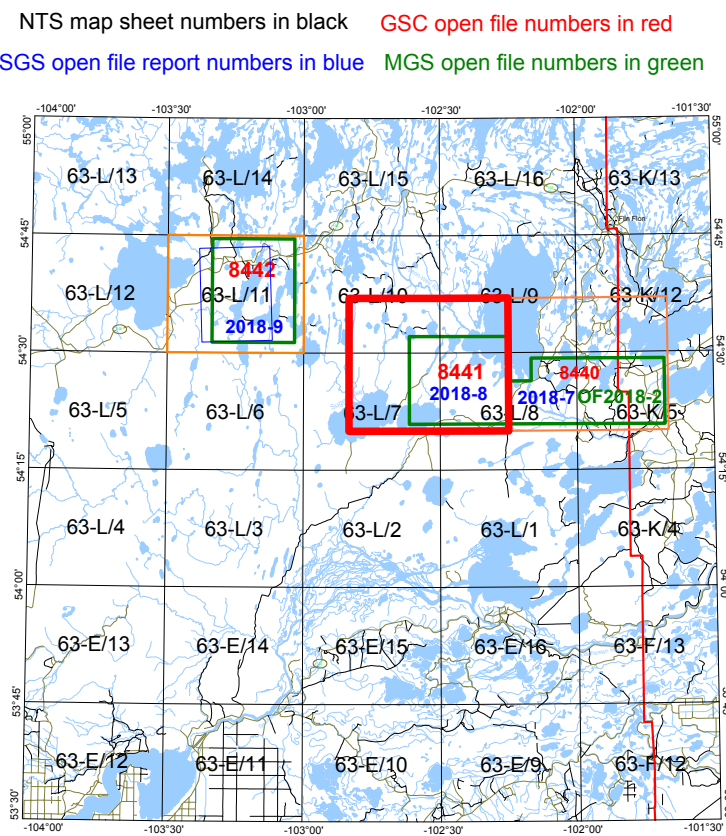 NTS map sheet numbers in black GSC open file numbers in red
SGS open file report numbers in blue MGS open file numbers in green
-104°00' -103°30' -103°00' -102°30' -102°00' -101°30'
55°00' 55°00'
63-L/13 63-L/14 63-L/15 63-L/16 63-K/13
Flin Flon
54°45' 54°45'
8442
63-L/12 63-L/11 63-L/10 63-L/9 63-K/12
2018-9
54°30' 54°30'
8441 8440
2018-8 2018-7 OF2018-2
63-L/5 63-L/6 63-L/7 63-L/8 63-K/5
54°15' 54°15'
63-L/4 63-L/3 63-L/2 63-L/1 63-K/4
54°00' 54°00'
63-E/13 63-E/14 63-E/15 63-E/16 63-F/13
53°45' 53°45'
63-E/12 63-E/11 63-E/10 63-E/9 63-F/12
53°30'
-104°00' -103°30' -103°00' -102°30' -102°00' -101°30'